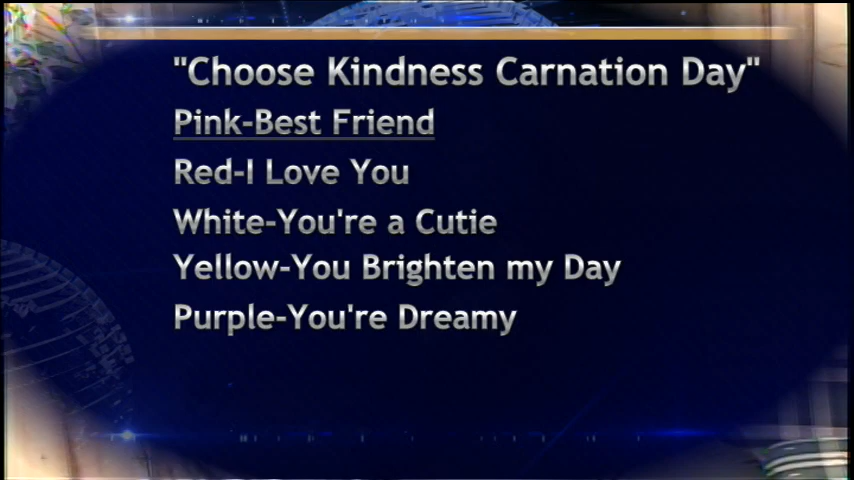 "Choose Kindness Carnation Day"
Pink-Best Friend
Red-I Love You
White-You're a Cutie
Yellow-You Brighten my Day
Purple-You're Dreamy